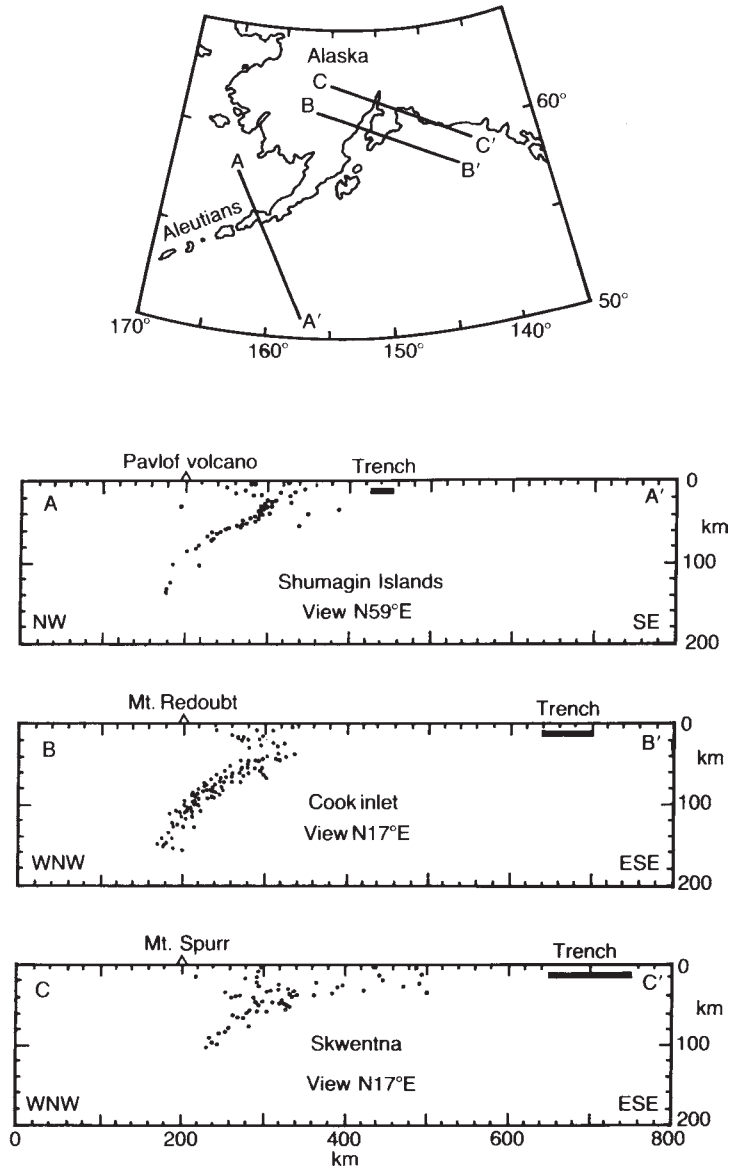 Alaska
C
B
60°
C′
B′
A
Aleutians
50°
170°
A′
140°
160°
150°
Pavlof volcano
Trench
0
A
A′
km
100
Shumagin Islands
View N59°E
NW
SE
200
Mt. Redoubt
Trench
0
B
B′
km
Cook inlet
100
View N17°E
WNW
ESE
200
Mt. Spurr
Trench
0
C
C′
km
Skwentna
100
View N17°E
WNW
ESE
200
0
200
400
600
800
km